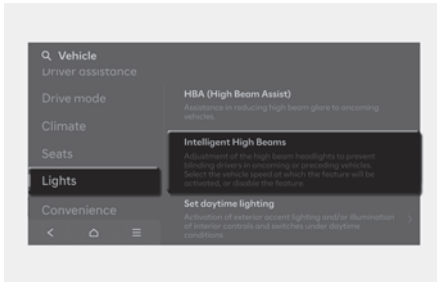 Vehicle
Driver assistance
Drive mode
Climate
Seats
Lights
Convenience
HBA (High Beam Assist)
Assistance in reducing high beam glare to oncoming
vehicles.
Intelligent High Beams
Adjustment of the high beam headlights to prevent
blinding drivers in oncoming or preceding vehicles.
Select the vehicle speed at which the feature will be
activated, or disable the feature.
Set daytime lighting
Activation of exterior accent lighting and/or illumination
of interior controls and switches under daytime
conditions